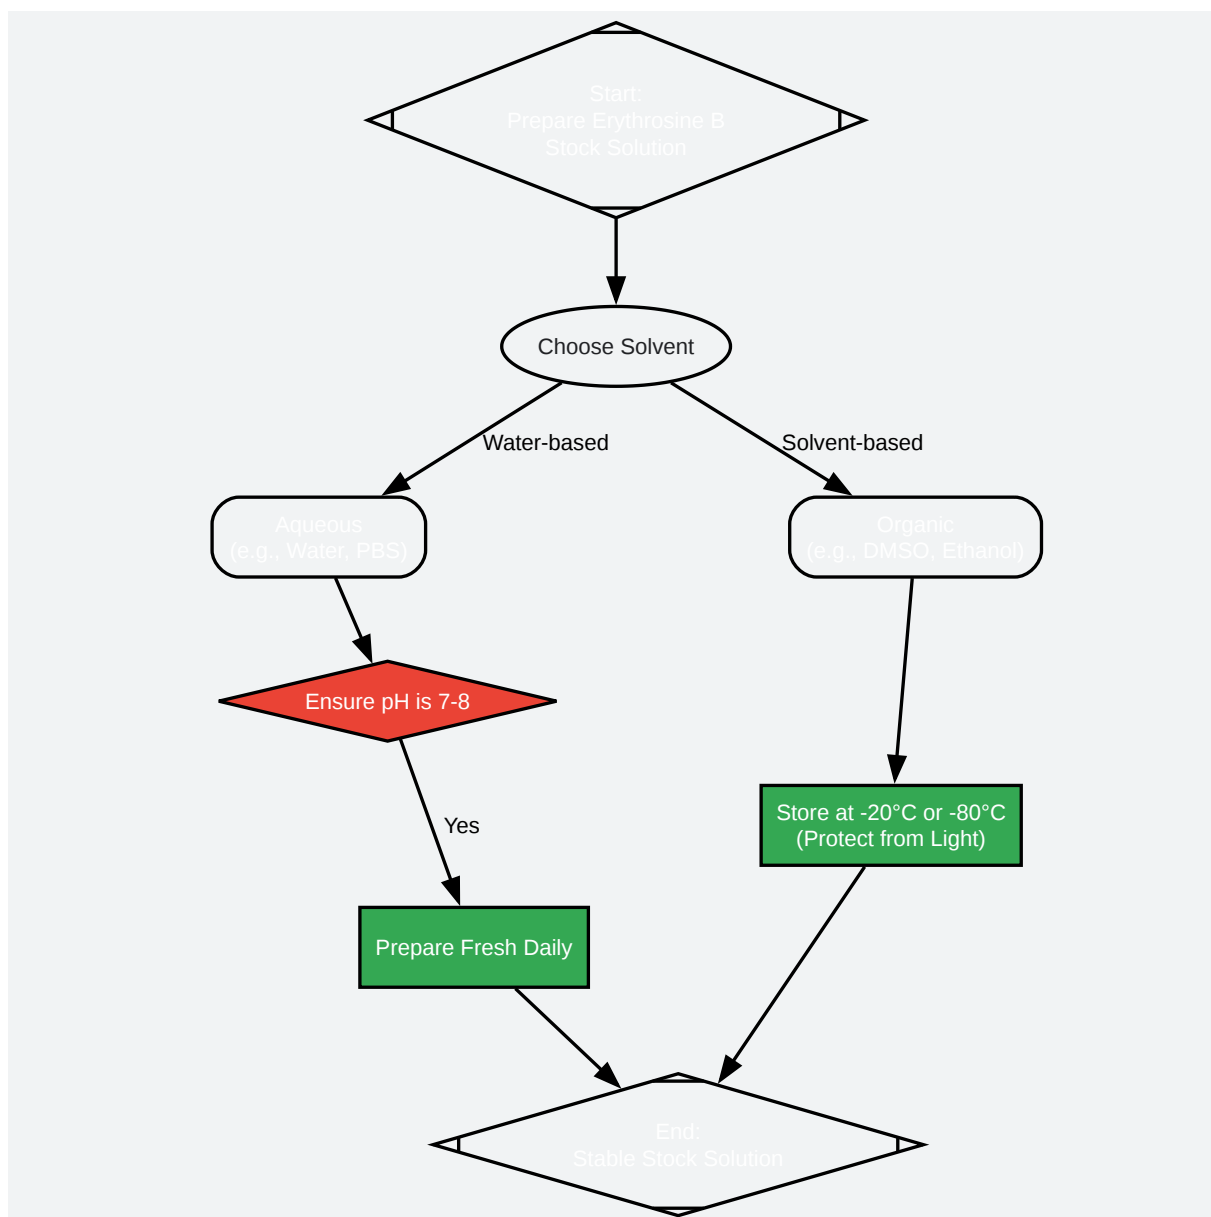 Start:
Prepare Erythrosine B
Stock Solution
Choose Solvent
Water-based
Solvent-based
Aqueous
(e.g., Water, PBS)
Organic
(e.g., DMSO, Ethanol)
Ensure pH is 7-8
Store at -20°C or -80°C
(Protect from Light)
Yes
Prepare Fresh Daily
End:
Stable Stock Solution